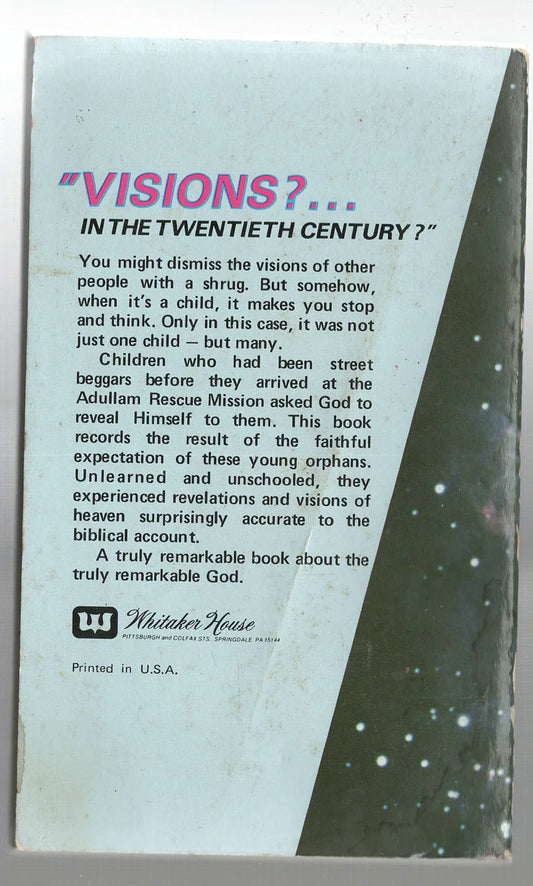 "VISIONS?...
IN THE TWENTIETH CENTURY?"
You might dismiss the visions of other
people with a shrug. But somehow,
when it's a child, it makes you stop
and think. Only in this case, it was not
just one child — but many.
Children who had been street
beggars before they arrived at the
Adullam Rescue Mission asked God to
reveal Himself to them. This book
records the result of the faithful
expectation of these young orphans.
Unlearned and unschooled, they
experienced revelations and visions of
heaven surprisingly accurate to the
biblical account.
A truly remarkable book about the
truly remarkable God.
Whitaker House
PITTSBURGH and COLFAX STS., SPRINGDALE, PA 15144
Printed in U.S.A.